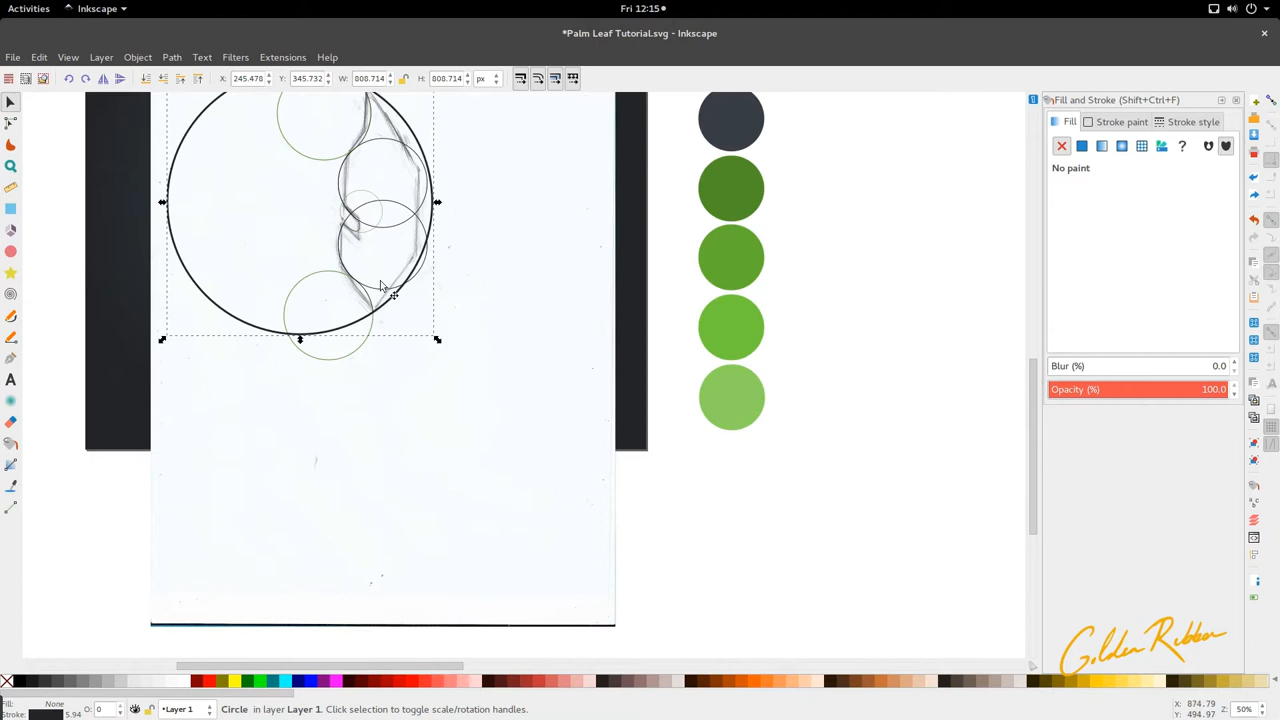 Activities Inkscape Fri 12:15
*Palm Leaf Tutorial.svg - Inkscape
File Edit View Layer Object Path Text Filters Extensions Help
X: 245.478 Y: 345.732 W: 808.714 H: 808.714 px
Fill and Stroke (Shift+Ctrl+F)
Fill Stroke paint Stroke style
No paint
Blur (%) 0.0
Opacity (%) 100.0
Golden Ribbon
Fill: None
Stroke: 5.94
O: 0
Layer 1
Circle in layer Layer 1. Click selection to toggle scale/rotation handles.
X: 874.79
Y: 494.97
Z: 50%